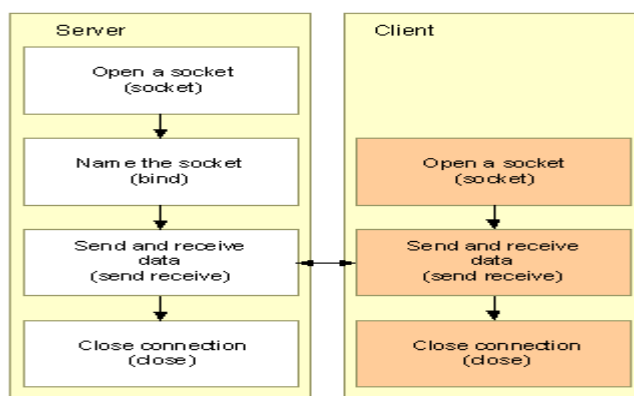 Server
Open a socket
(socket)
Name the socket
(bind)
Send and receive
data
(send receive)
Close connection
(close)
Client
Open a socket
(socket)
Send and receive
data
(send receive)
Close connection
(close)